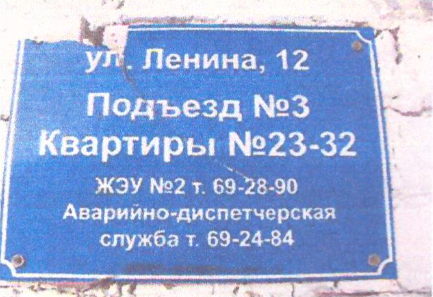 ул. Ленина, 12
Подъезд №3
Квартиры №23-32
ЖЭУ №2 т. 69-28-90
Аварийно-диспетчерская
служба т. 69-24-84